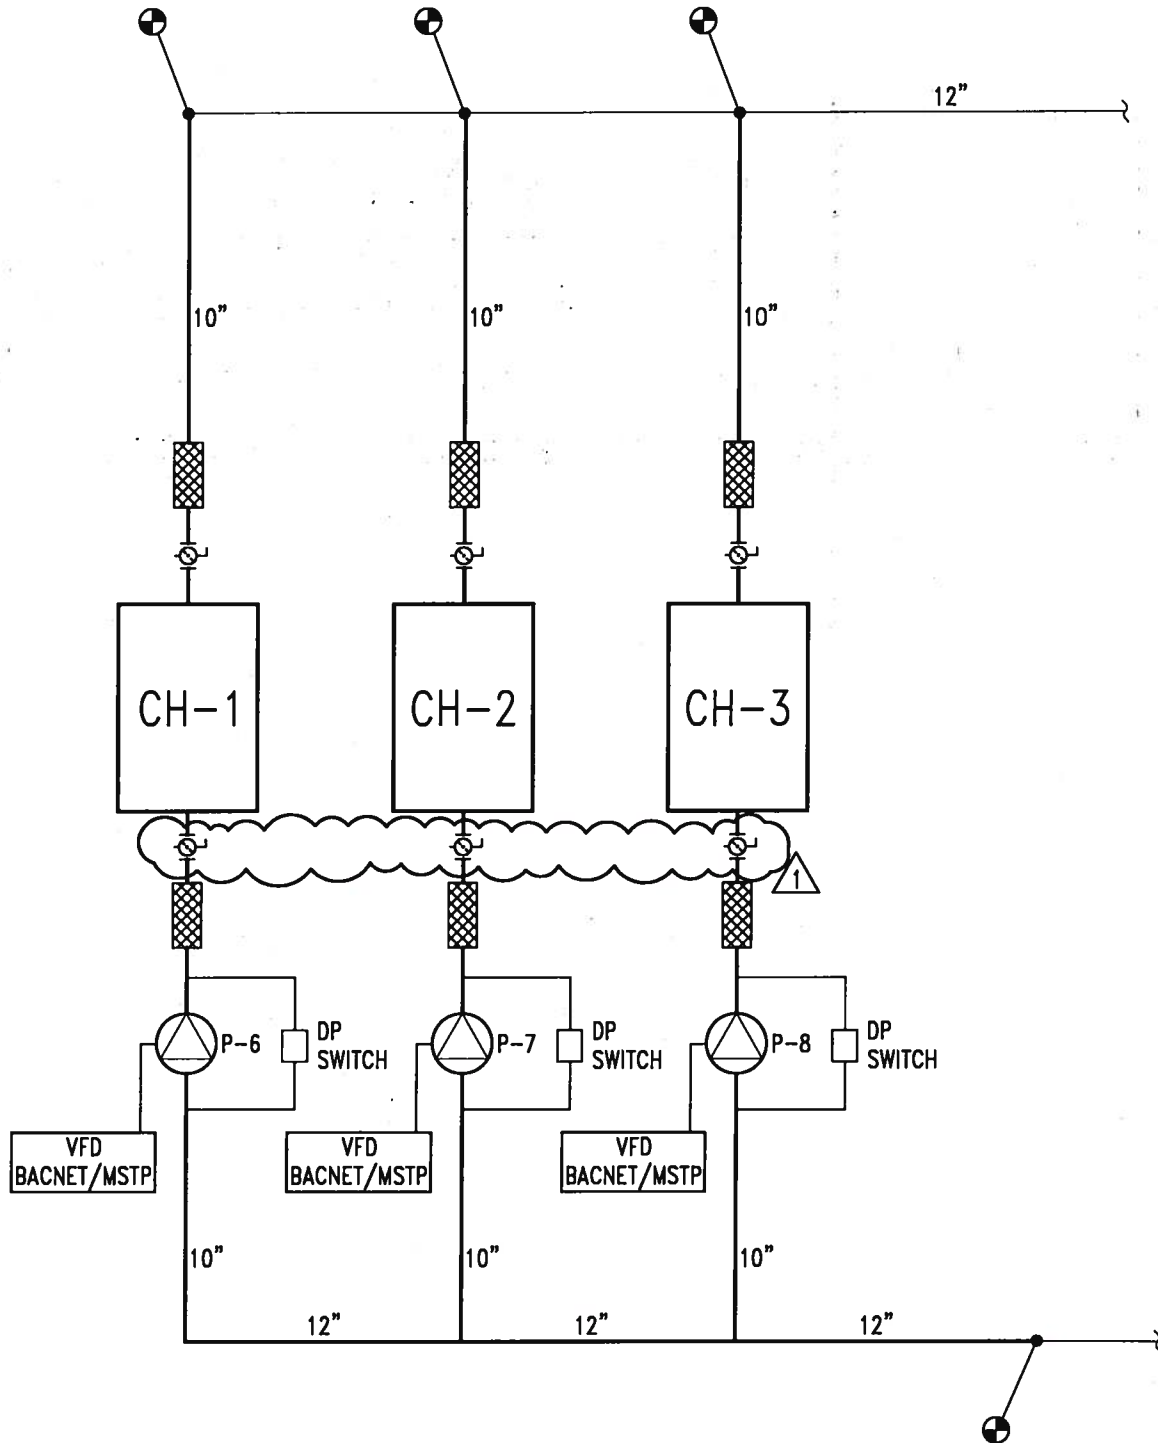 12"
10"
10"
10"
CH-1
CH-2
CH-3
1
P-6
DP
SWITCH
P-7
DP
SWITCH
P-8
DP
SWITCH
VFD
BACNET/MSTP
VFD
BACNET/MSTP
VFD
BACNET/MSTP
10"
10"
10"
12"
12"
12"